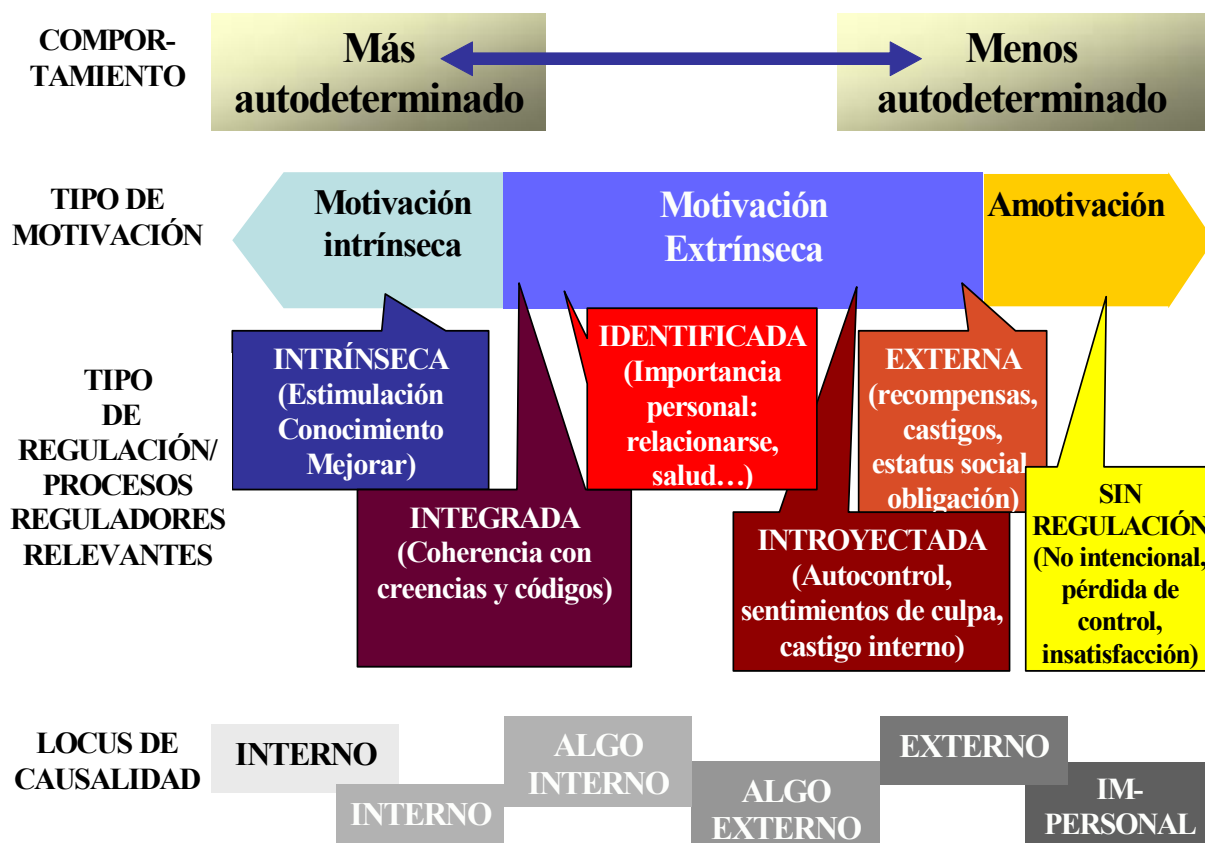 COMPOR-
TAMIENTO
Más
autodeterminado
Menos
autodeterminado
TIPO DE
MOTIVACIÓN
Motivación
intrínseca
Motivación
Extrínseca
Amotivación
TIPO
DE
REGULACIÓN/
PROCESOS
REGULADORES
RELEVANTES
INTRÍNSECA
(Estimulación
Conocimiento
Mejorar)
INTEGRADA
(Coherencia con
creencias y códigos)
IDENTIFICADA
(Importancia
personal:
relacionarse,
salud…)
INTROYECTADA
(Autocontrol,
sentimientos de culpa,
castigo interno)
EXTERNA
(recompensas,
castigos,
estatus social
obligación)
SIN
REGULACIÓN
(No intencional,
pérdida de
control,
insatisfacción)
LOCUS DE
CAUSALIDAD
INTERNO
INTERNO
ALGO
INTERNO
ALGO
EXTERNO
EXTERNO
IM-
PERSONAL